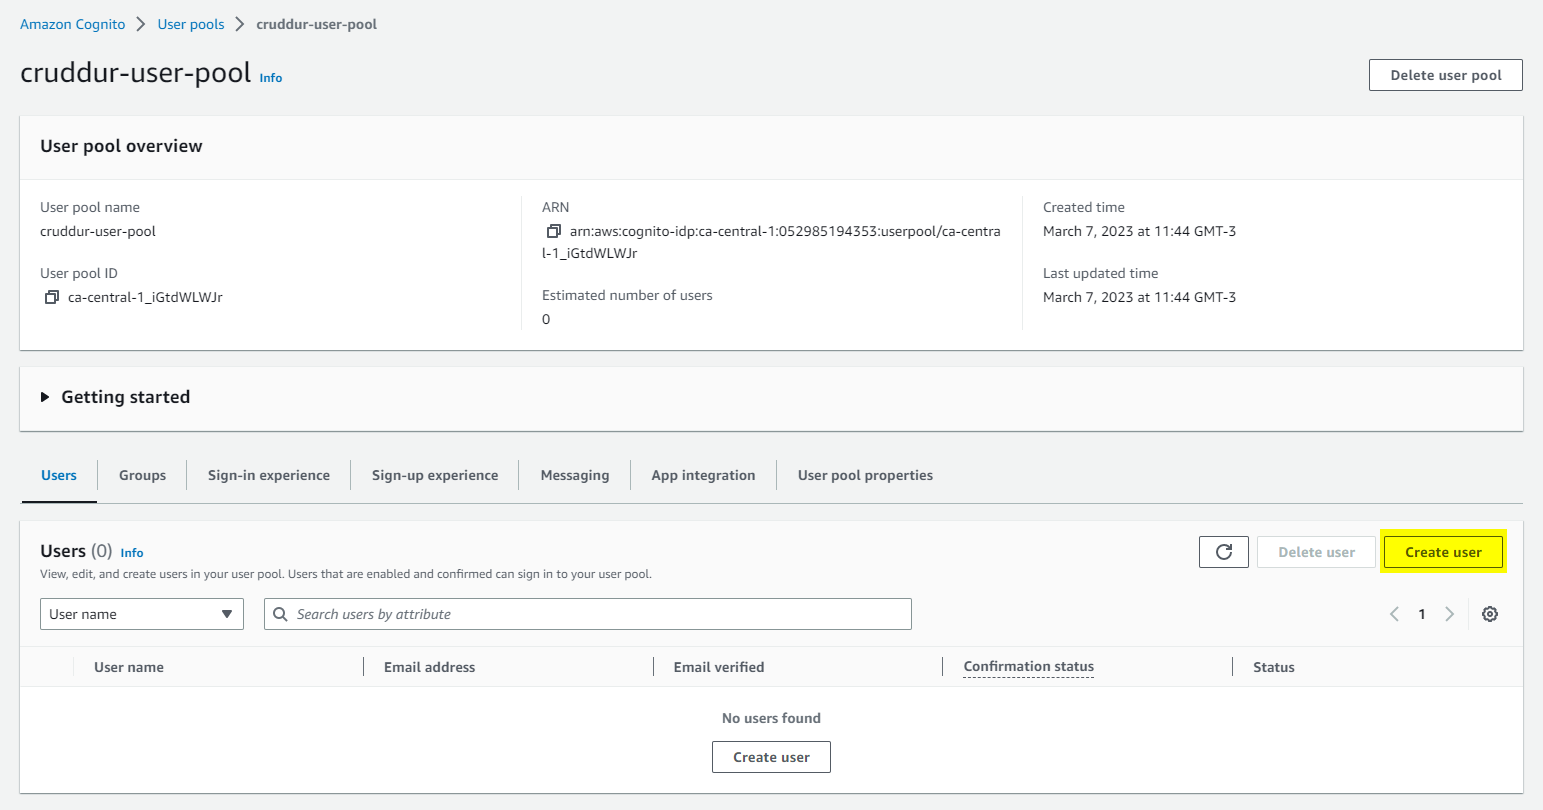 Amazon Cognito > User pools > cruddur-user-pool
cruddur-user-pool Info
Delete user pool
User pool overview
User pool name
cruddur-user-pool
User pool ID
ca-central-1_iGtdWLWJr
ARN
arn:aws:cognito-idp:ca-central-1:052985194353:userpool/ca-centra
l-1_iGtdWLWJr
Estimated number of users
0
Created time
March 7, 2023 at 11:44 GMT-3
Last updated time
March 7, 2023 at 11:44 GMT-3
Getting started
Users Groups Sign-in experience Sign-up experience Messaging App integration User pool properties
Users (0) Info
View, edit, and create users in your user pool. Users that are enabled and confirmed can sign in to your user pool.
Delete user Create user
User name Search users by attribute 1
User name Email address Email verified Confirmation status Status
No users found
Create user